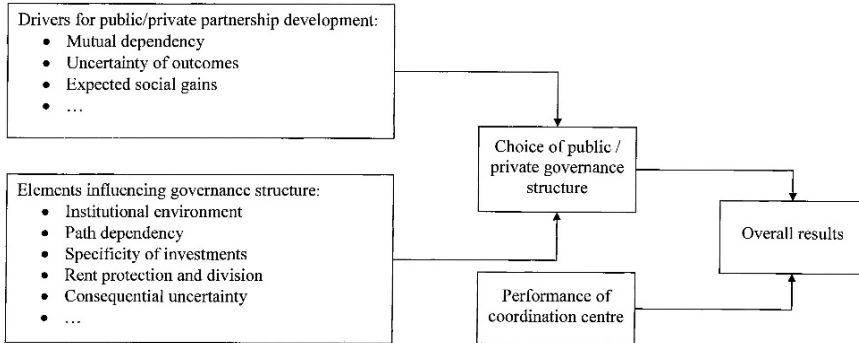 Drivers for public/private partnership development:
• Mutual dependency
• Uncertainty of outcomes
• Expected social gains
• …
Choice of public /
private governance
structure
Elements influencing governance structure:
• Institutional environment
• Path dependency
• Specificity of investments
• Rent protection and division
• Consequential uncertainty
• …
Overall results
Performance of
coordination centre